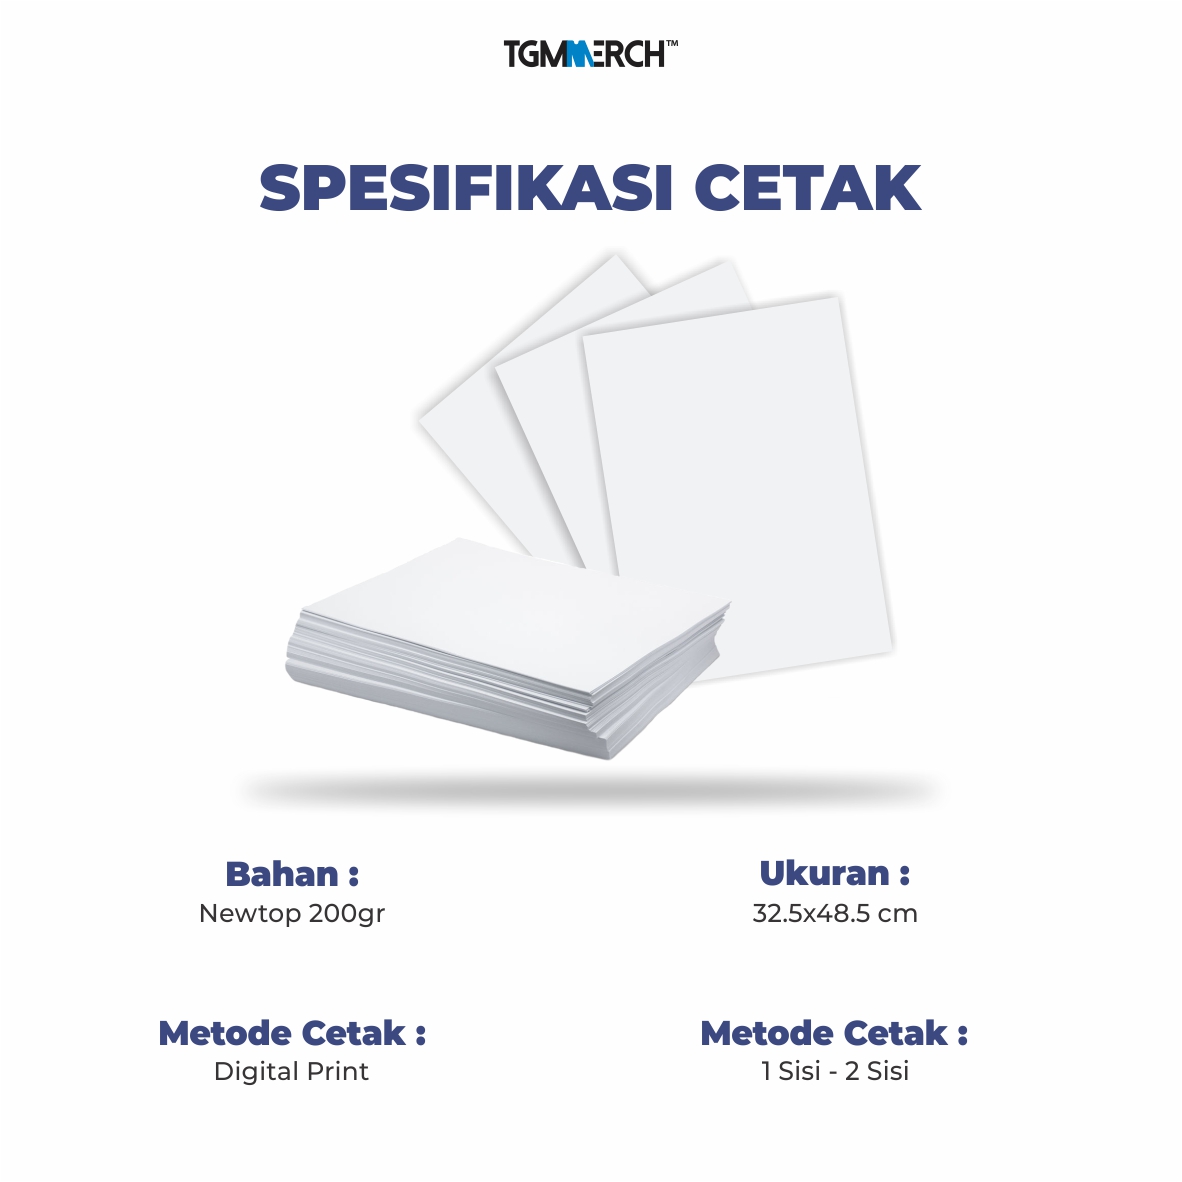 TGMMERCH™
SPESIFIKASI CETAK
Bahan :
Newtop 200gr
Ukuran :
32.5x48.5 cm
Metode Cetak :
Digital Print
Metode Cetak :
1 Sisi - 2 Sisi